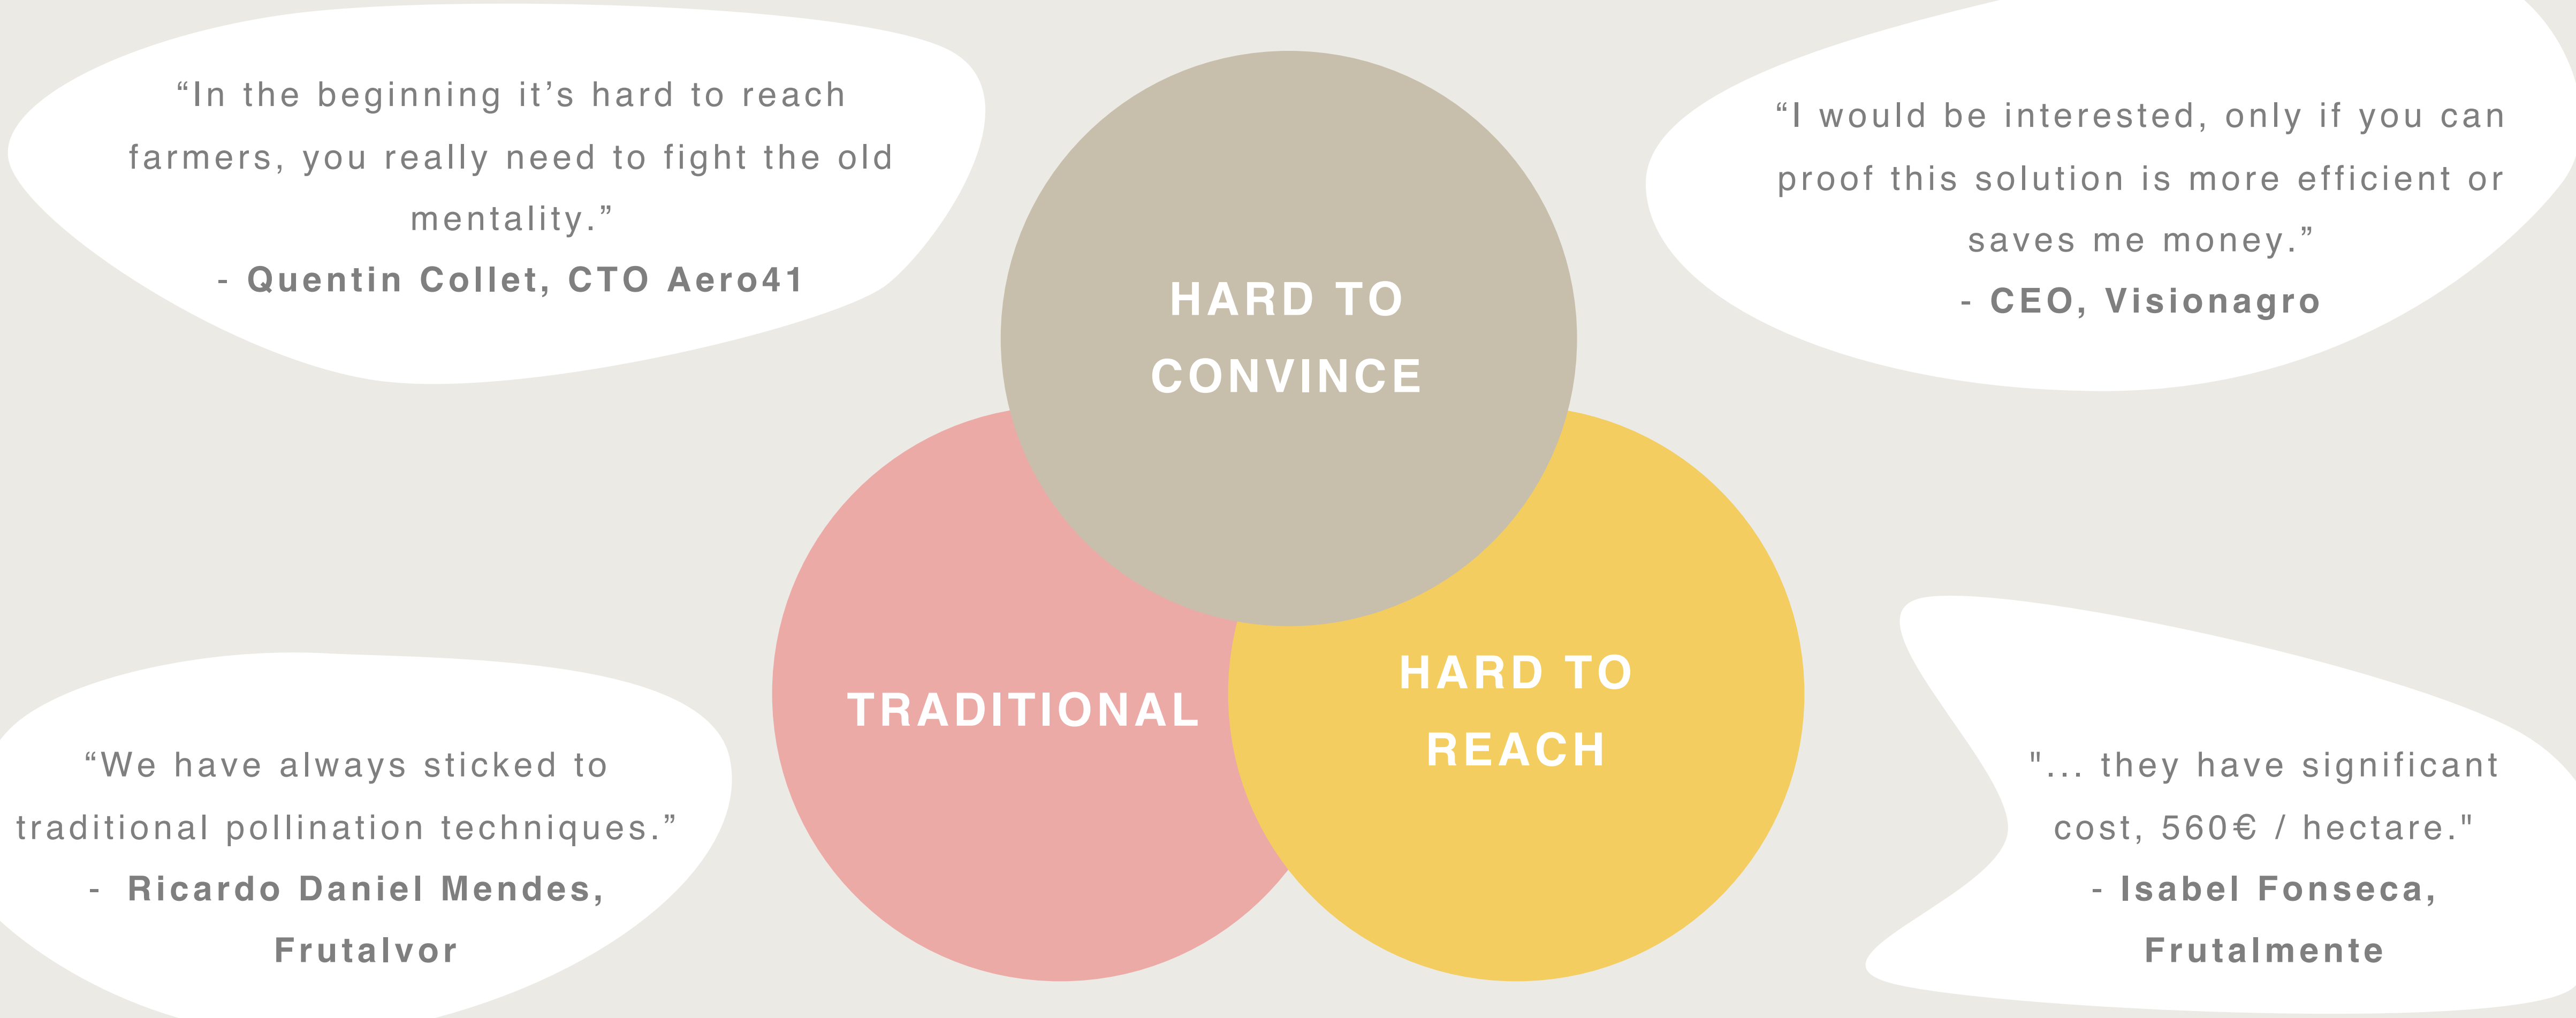 “In the beginning it’s hard to reach
farmers, you really need to fight the old
mentality.”
- Quentin Collet, CTO Aero41
“I would be interested, only if you can
proof this solution is more efficient or
saves me money.”
- CEO, Visionagro
HARD TO
CONVINCE
TRADITIONAL
HARD TO
REACH
“We have always sticked to
traditional pollination techniques.”
- Ricardo Daniel Mendes,
Frutalvor
"... they have significant
cost, 560€ / hectare."
- Isabel Fonseca,
Frutalmente